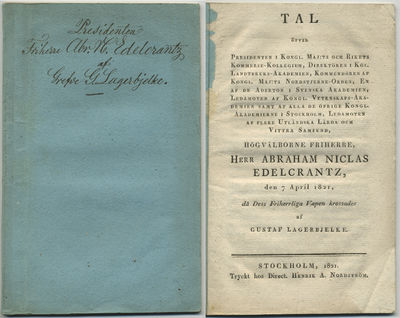 Presidenten
Friherre Abr. N. Edelcrantz,
af
Grefve G. Lagerbjelke.
TAL
ÖFVER
PRESIDENTEN I KONGL. MAJ:TS OCH RIKETS
KOMMERSE-KOLLEGIUM, DIREKTÖREN I KGL.
LANDTBRUKS-AKADEMIEN, KOMMENDÖREN AF
KONGL. MAJ:TS NORDSTJERNE-ORDEN, EN
AF DE ADERTON I SVENSKA AKADEMIEN,
LEDAMOTEN AF KONGL. VETENSKAPS-AKA-
DEMIEN SAMT AF ALLA DE ÖFRIGE KONGL.
AKADEMIERNE I STOCKHOLM, LEDAMOTEN
AF FLERE UTLÄNDSKA LÄRDE OCH
VITTRA SAMFUND,
HÖGVÄLBORNE FRIHERRE,
HERR ABRAHAM NICLAS
EDELCRANTZ,
den 7 April 1821,
då Dess Friherrliga Vapen krossades
af
GUSTAF LAGERBJELKE.
STOCKHOLM, 1821.
Tryckt hos Direct. HENRIK A. NORDSTRÖM.